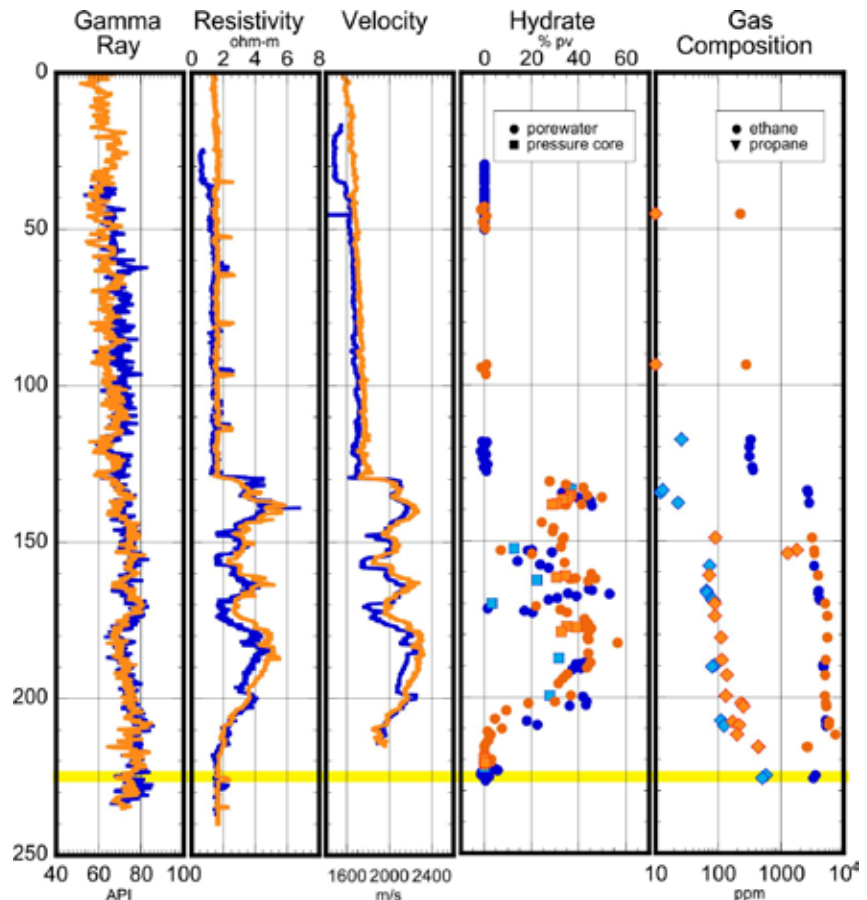 Gamma Ray Resistivity Velocity Hydrate Gas Composition
ohm-m % pv
0 2 4 6 8 0 20 40 60
0
porewater ethane
pressure core propane
50
100
150
200
250
40 60 80 100 1600 2000 2400 10 100 1000
API m/s ppm